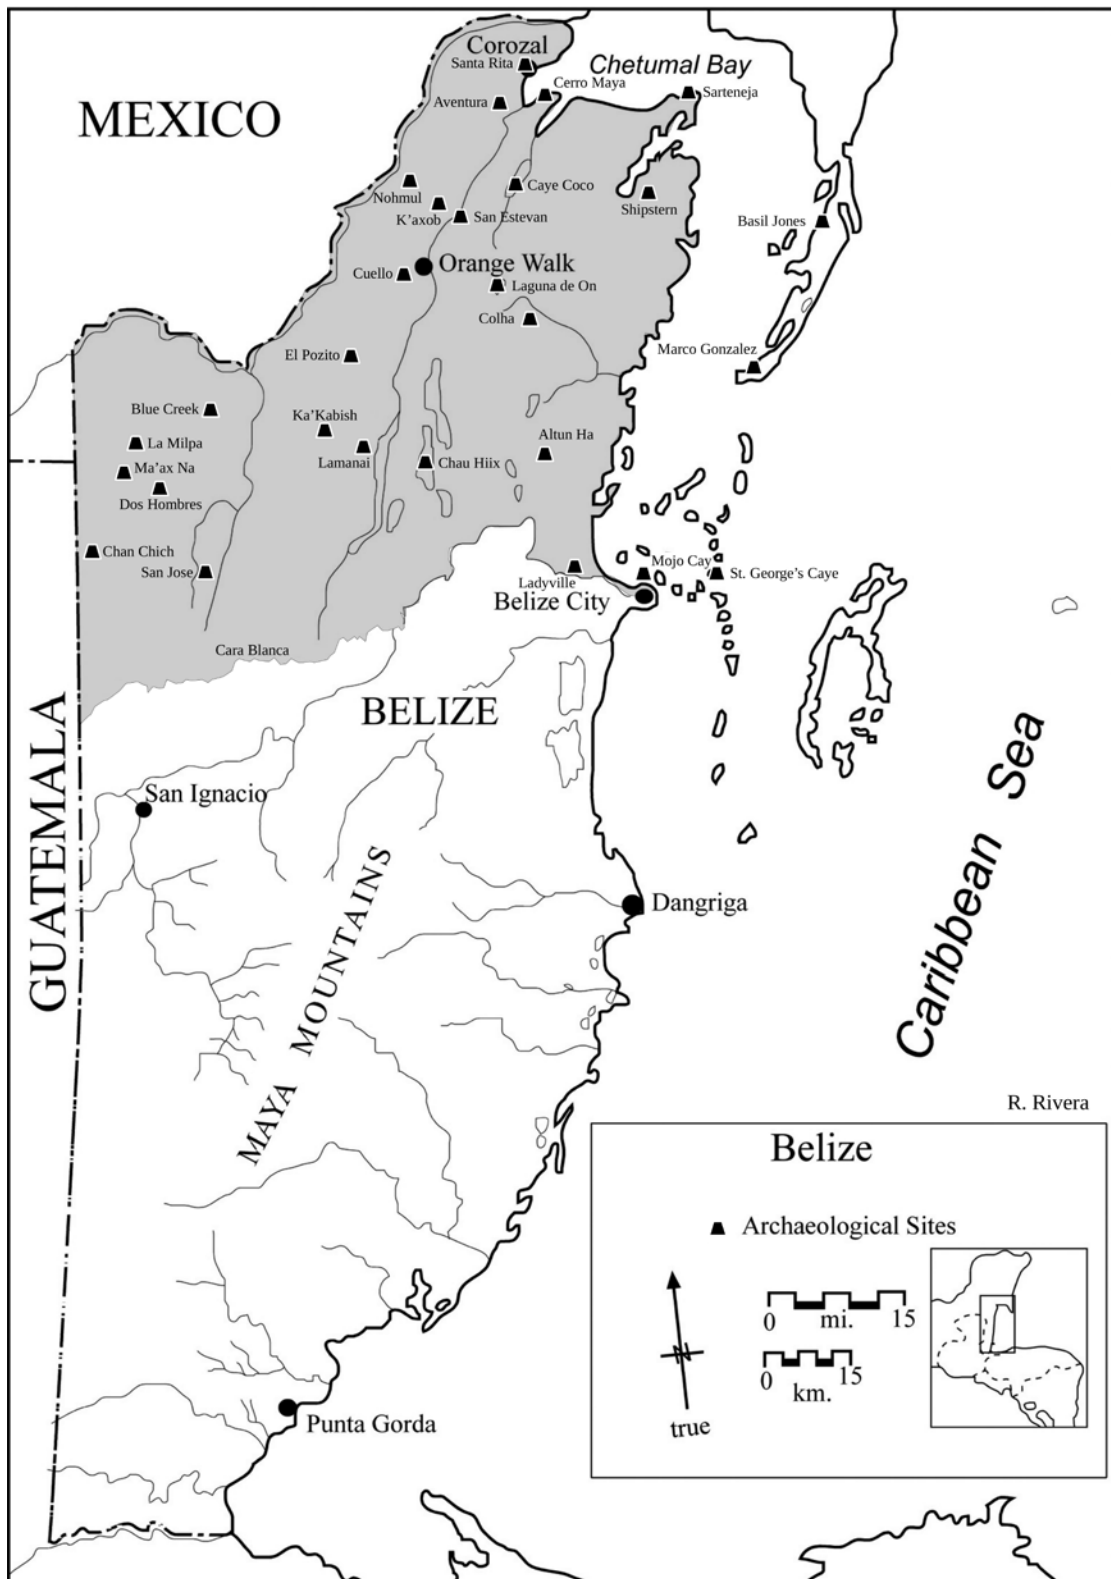 Corozal
Santa Rita
Chetumal Bay
Cerro Maya
Sarteneja
Aventura
MEXICO
Nohmul
Caye Coco
K'axob
San Estevan
Shipstern
Basil Jones
Cuello
Orange Walk
Laguna de On
Colha
El Pozito
Marco Gonzalez
Blue Creek
Ka'Kabish
La Milpa
Altun Ha
Lamanai
Chau Hiix
Ma'ax Na
Dos Hombres
Chan Chich
San Jose
Ladyville
Mojo Cay
St. George's Caye
Belize City
Cara Blanca
BELIZE
GUATEMALA
San Ignacio
MAYA MOUNTAINS
Dangriga
Caribbean Sea
R. Rivera
Belize
Archaeological Sites
0 mi. 15
0 15
km.
N
true
Punta Gorda